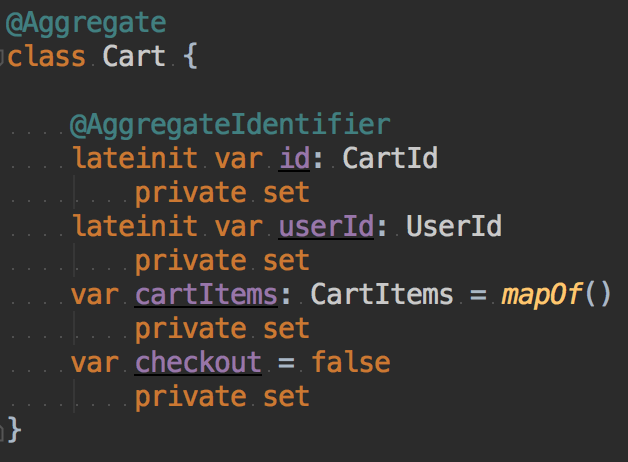 @Aggregate
class Cart {
@AggregateIdentifier
lateinit var id: CartId
private set
lateinit var userId: UserId
private set
var cartItems: CartItems = mapOf()
private set
var checkout = false
private set
}